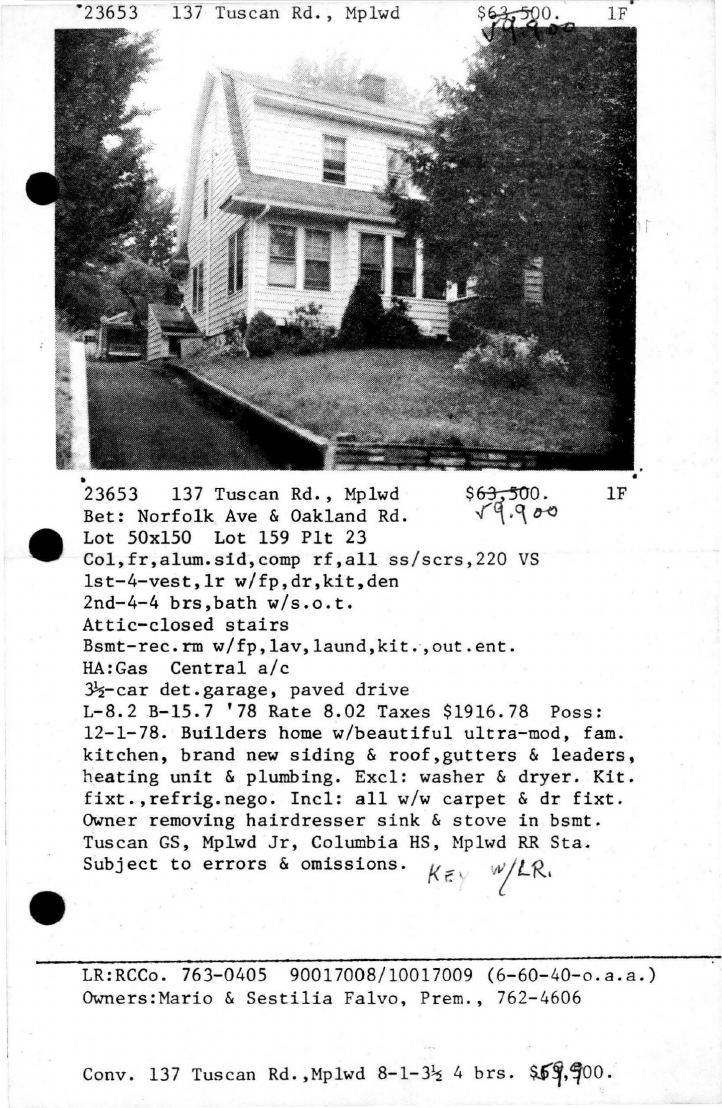 23653 137 Tuscan Rd., Mplwd $63,500. 1F
59.900
23653 137 Tuscan Rd., Mplwd $63,500. 1F
59.900
Bet: Norfolk Ave & Oakland Rd.
Lot 50x150 Lot 159 Plt 23
Col,fr,alum.sid,comp rf,all ss/scrs,220 VS
1st-4-vest,lr w/fp,dr,kit,den
2nd-4-4 brs,bath w/s.o.t.
Attic-closed stairs
Bsmt-rec.rm w/fp,lav,laund,kit.,out.ent.
HA:Gas Central a/c
3½-car det.garage, paved drive
L-8.2 B-15.7 '78 Rate 8.02 Taxes $1916.78 Poss:
12-1-78. Builders home w/beautiful ultra-mod, fam.
kitchen, brand new siding & roof,gutters & leaders,
heating unit & plumbing. Excl: washer & dryer. Kit.
fixt.,refrig.nego. Incl: all w/w carpet & dr fixt.
Owner removing hairdresser sink & stove in bsmt.
Tuscan GS, Mplwd Jr, Columbia HS, Mplwd RR Sta.
Subject to errors & omissions. KEY W/LR.
LR:RCCo. 763-0405 90017008/10017009 (6-60-40-o.a.a.)
Owners:Mario & Sestilia Falvo, Prem., 762-4606
Conv. 137 Tuscan Rd.,Mplwd 8-1-3½ 4 brs. $59,900.